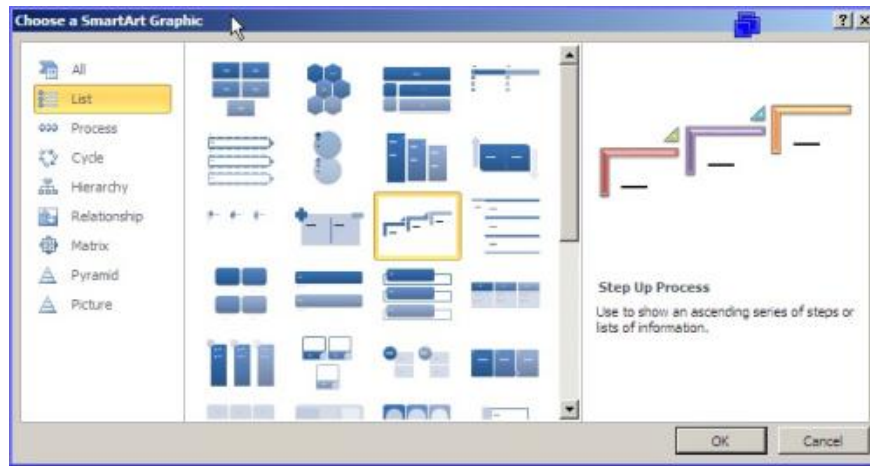 Choose a SmartArt Graphic
All
List
Process
Cycle
Hierarchy
Relationship
Matrix
Pyramid
Picture
Step Up Process
Use to show an ascending series of steps or
lists of information.
OK
Cancel